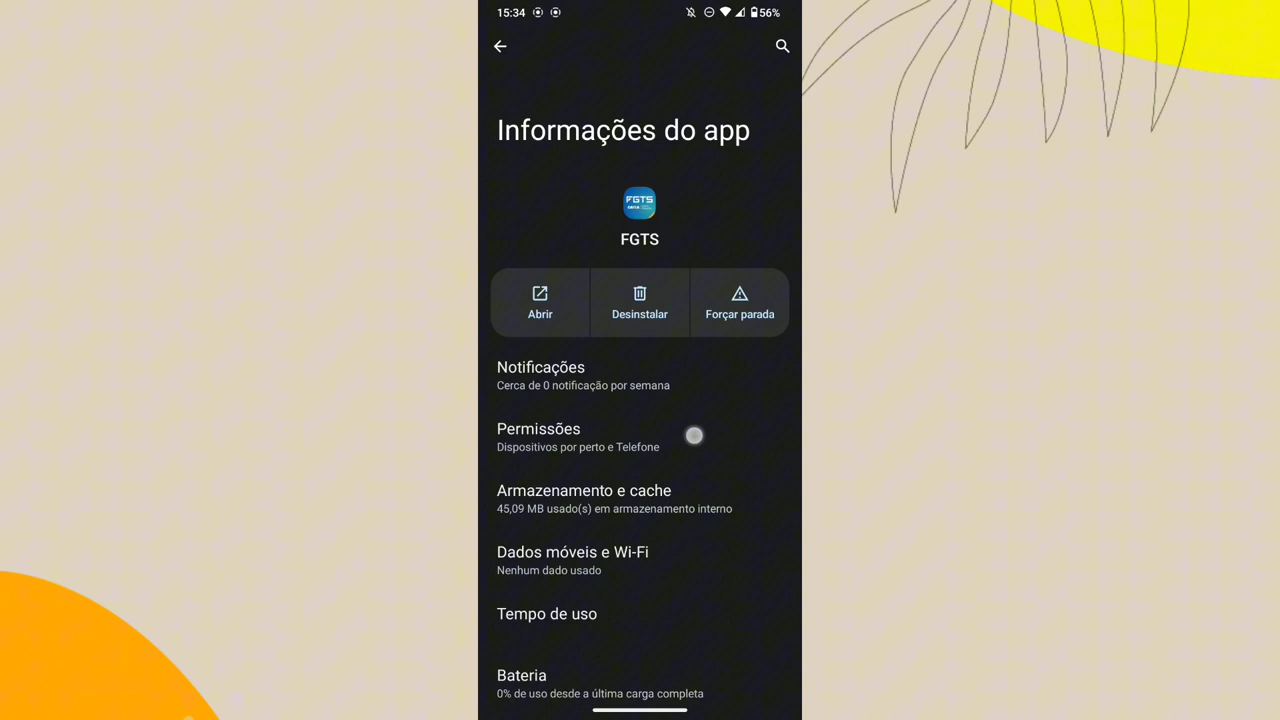 15:34
56%
Informações do app
FGTS
CAIXA
FGTS
Abrir
Desinstalar
Forçar parada
Notificações
Cerca de 0 notificação por semana
Permissões
Dispositivos por perto e Telefone
Armazenamento e cache
45,09 MB usado(s) em armazenamento interno
Dados móveis e Wi-Fi
Nenhum dado usado
Tempo de uso
Bateria
0% de uso desde a última carga completa